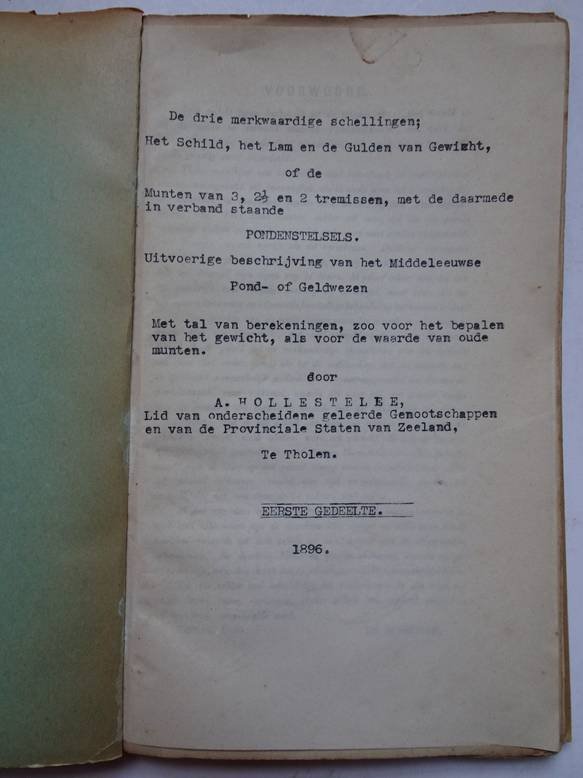 De drie merkwaardige schellingen;
Het Schild, het Lam en de Gulden van Gewicht,
of de
Munten van 3, 2½ en 2 tremissen, met de daarmede
in verband staande
PONDENSTELSELS.
Uitvoerige beschrijving van het Middeleeuwse
Pond- of Geldwezen
Met tal van berekeningen, zoo voor het bepalen
van het gewicht, als voor de waarde van oude
munten.
door
A. HOLLESTELEE,
Lid van onderscheidene geleerde Genootschappen
en van de Provinciale Staten van Zeeland,
Te Tholen.
EERSTE GEDEELTE.
1896.